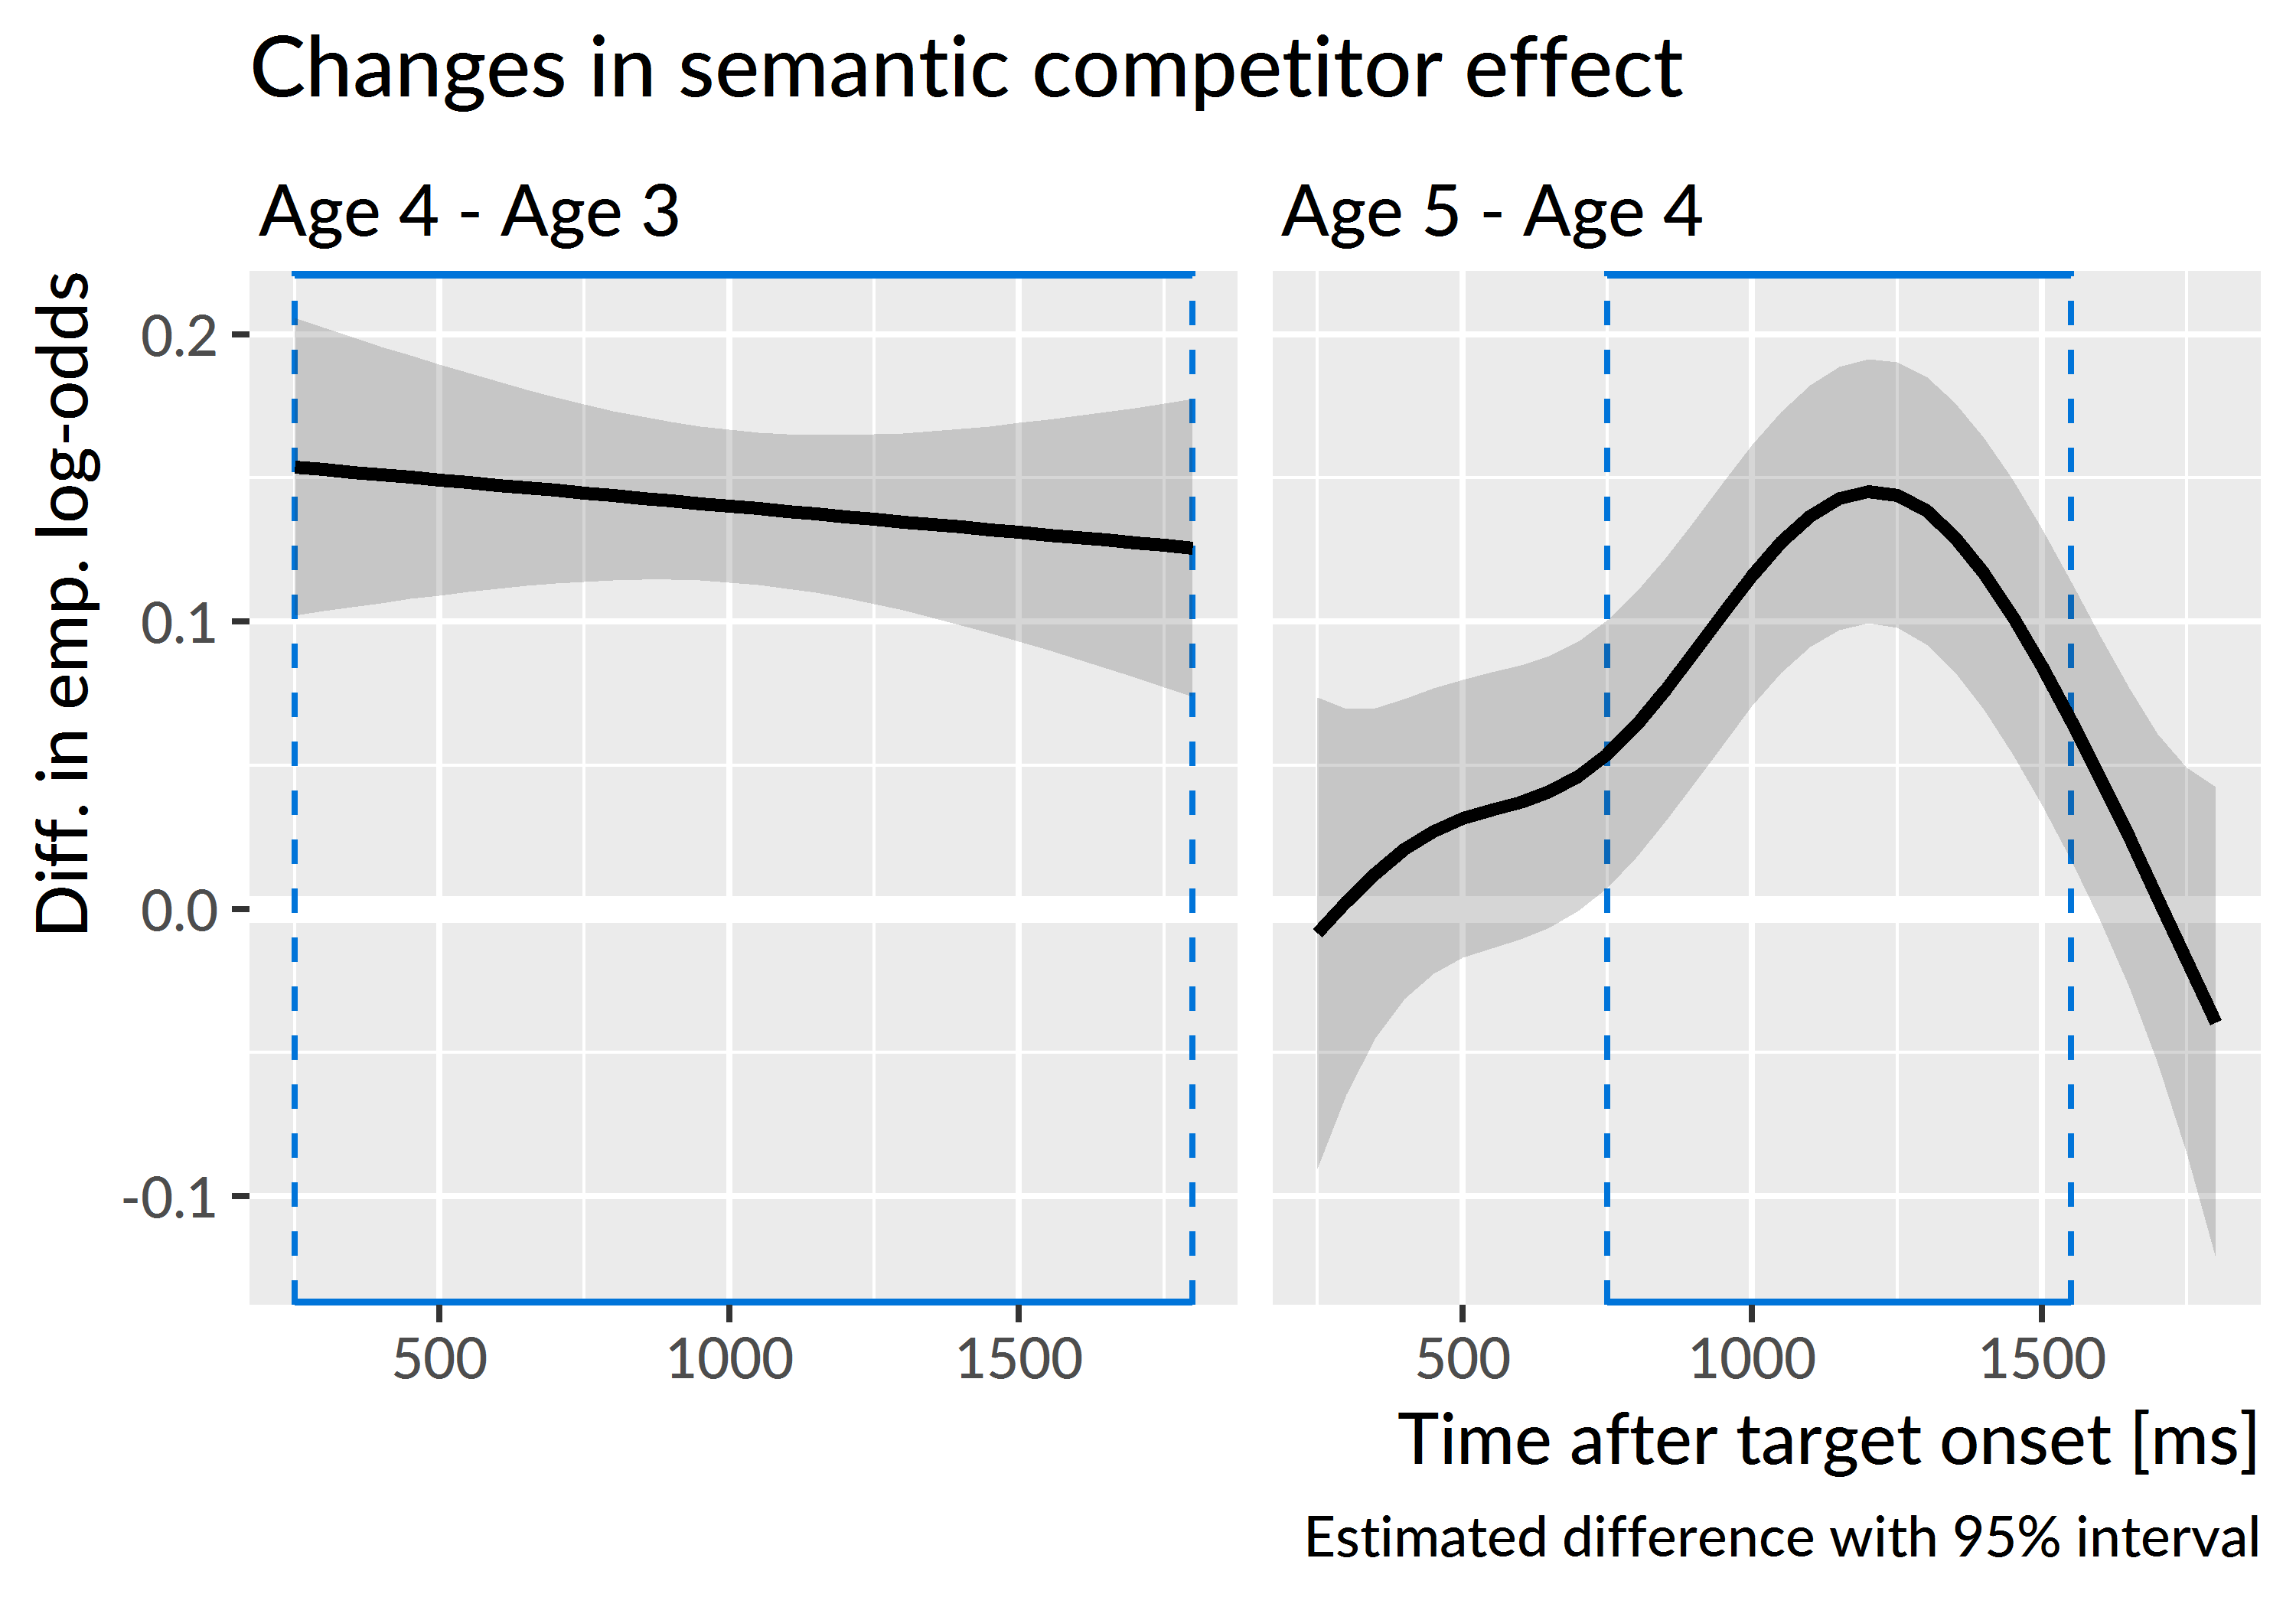 Changes in semantic competitor effect
Age 4 - Age 3
Age 5 - Age 4
Diff. in emp. log-odds
0.2
0.1
0.0
-0.1
500 1000 1500
500 1000 1500
Time after target onset [ms]
Estimated difference with 95% interval